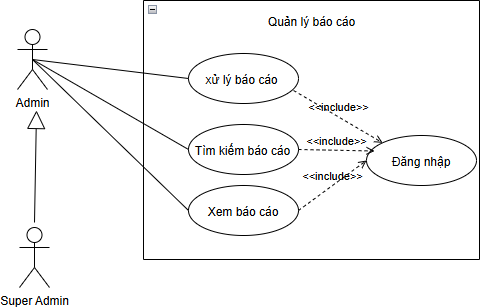 Quản lý báo cáo
xử lý báo cáo
Admin
<<include>>
Tìm kiếm báo cáo
<<include>>
Đăng nhập
<<include>>
Xem báo cáo
Super Admin